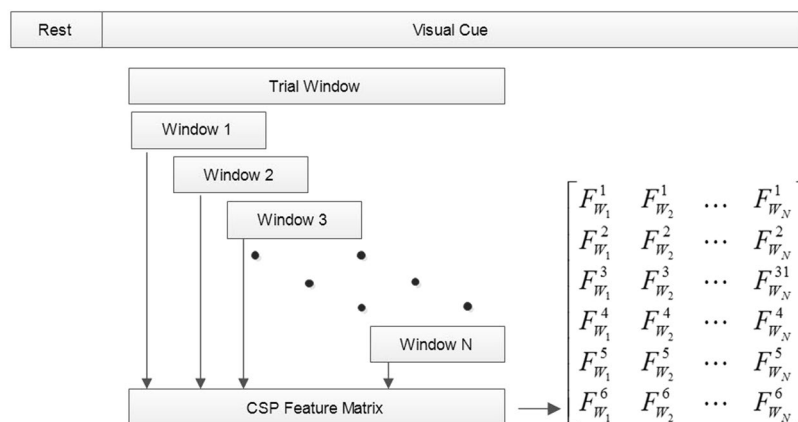 Rest Visual Cue
Trial Window
Window 1
Window 2
Window 3
Window N
CSP Feature Matrix
F^1_{W_1} F^1_{W_2} … F^1_{W_N}
F^2_{W_1} F^2_{W_2} … F^2_{W_N}
F^3_{W_1} F^3_{W_2} … F^{31}_{W_N}
F^4_{W_1} F^4_{W_2} … F^4_{W_N}
F^5_{W_1} F^5_{W_2} … F^5_{W_N}
F^6_{W_1} F^6_{W_2} … F^6_{W_N}